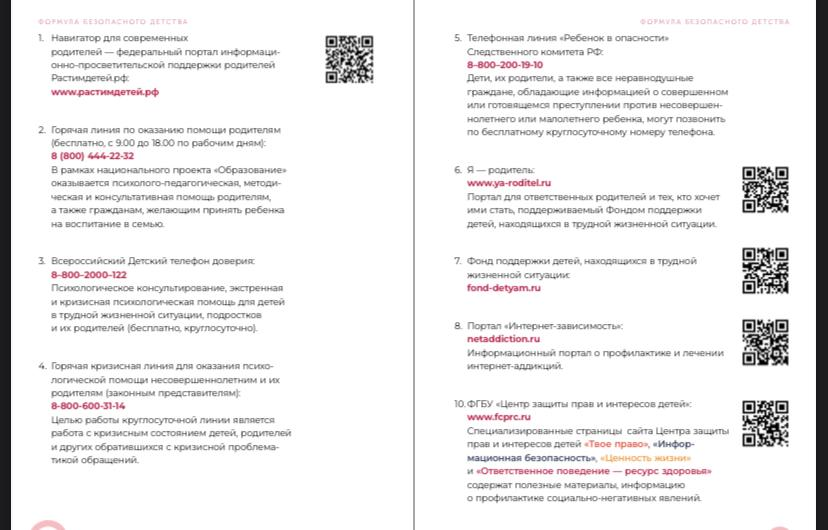 ФОРМУЛА БЕЗОПАСНОГО ДЕТСТВА
1. Навигатор для современных
родителей — федеральный портал информаци-
онно-просветительской поддержки родителей
Растимдетей.рф:
www.растимдетей.рф
2. Горячая линия по оказанию помощи родителям
(бесплатно, с 9.00 до 18.00 по рабочим дням):
8 (800) 444-22-32
В рамках национального проекта «Образование»
оказывается психолого-педагогическая, методи-
ческая и консультативная помощь родителям,
а также гражданам, желающим принять ребенка
на воспитание в семью.
3. Всероссийский Детский телефон доверия:
8-800-2000-122
Психологическое консультирование, экстренная
и кризисная психологическая помощь для детей
в трудной жизненной ситуации, подростков
и их родителей (бесплатно, круглосуточно).
4. Горячая кризисная линия для оказания психо-
логической помощи несовершеннолетним и их
родителям (законным представителям):
8-800-600-31-14
Целью работы круглосуточной линии является
работа с кризисным состоянием детей, родителей
и других обратившихся с кризисной проблема-
тикой обращений.
ФОРМУЛА БЕЗОПАСНОГО ДЕТСТВА
5. Телефонная линия «Ребенок в опасности»
Следственного комитета РФ:
8-800-200-19-10
Дети, их родители, а также все неравнодушные
граждане, обладающие информацией о совершенном
или готовящемся преступлении против несовершен-
нолетнего или малолетнего ребенка, могут позвонить
по бесплатному круглосуточному номеру телефона.
6. Я — родитель:
www.ya-roditel.ru
Портал для ответственных родителей и тех, кто хочет
ими стать, поддерживаемый Фондом поддержки
детей, находящихся в трудной жизненной ситуации.
7. Фонд поддержки детей, находящихся в трудной
жизненной ситуации:
fond-detyam.ru
8. Портал «Интернет-зависимость»:
netaddiction.ru
Информационный портал о профилактике и лечении
интернет-аддикций.
10. ФГБУ «Центр защиты прав и интересов детей»:
www.fcprc.ru
Специализированные страницы сайта Центра защиты
прав и интересов детей «Твое право», «Инфор-
мационная безопасность», «Ценность жизни»
и «Ответственное поведение — ресурс здоровья»
содержат полезные материалы, информацию
о профилактике социально-негативных явлений.